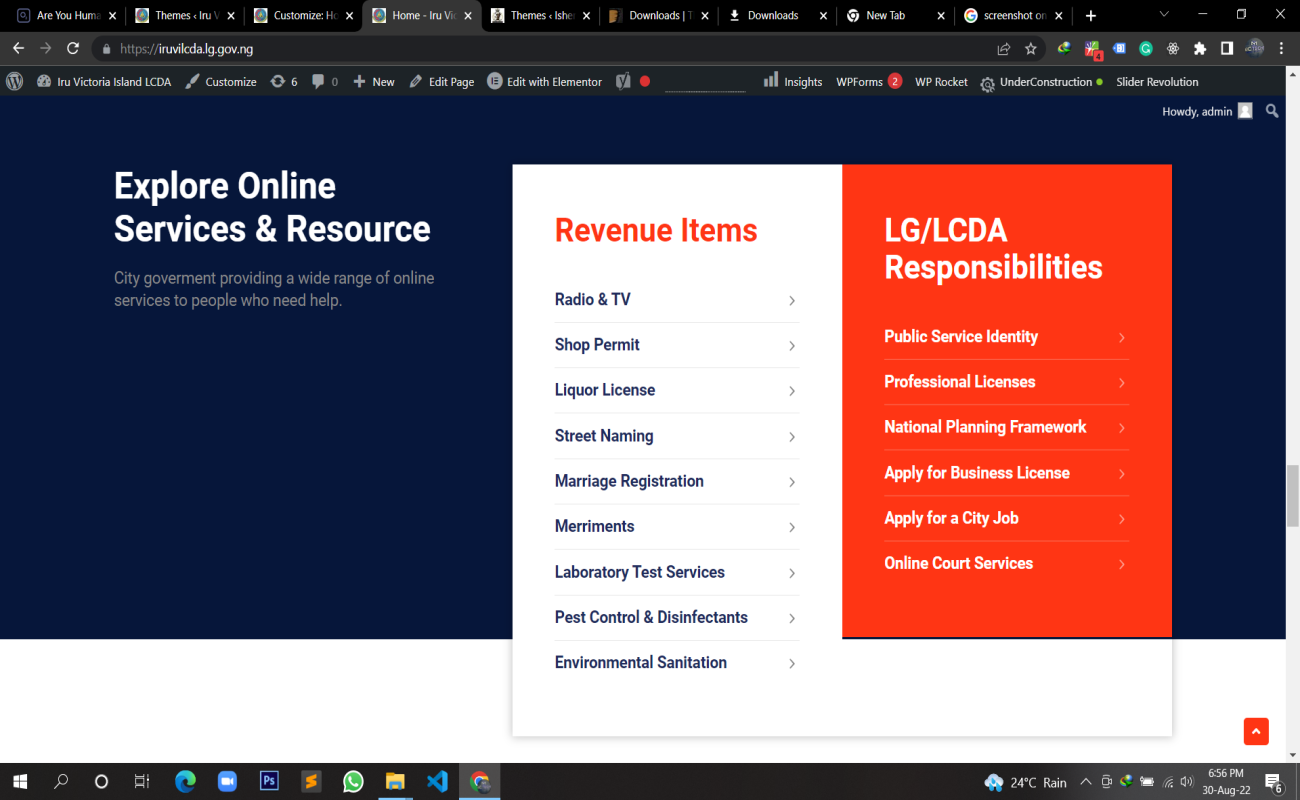 Are You Huma
Themes ‹ Iru V
Customize: Ho
Home - Iru Vic
Themes ‹ Ishe
Downloads | T
Downloads
New Tab
screenshot on
https://iruvilcda.lg.gov.ng
4
Iru Victoria Island LCDA
Customize
6
0
New
Edit Page
Edit with Elementor
Insights
WPForms 2
WP Rocket
UnderConstruction
Slider Revolution
Howdy, admin
Explore Online
Services & Resource
City goverment providing a wide range of online
services to people who need help.
Revenue Items
Radio & TV
Shop Permit
Liquor License
Street Naming
Marriage Registration
Merriments
Laboratory Test Services
Pest Control & Disinfectants
Environmental Sanitation
LG/LCDA
Responsibilities
Public Service Identity
Professional Licenses
National Planning Framework
Apply for Business License
Apply for a City Job
Online Court Services
Ps
24°C Rain
6:56 PM
30-Aug-22
6